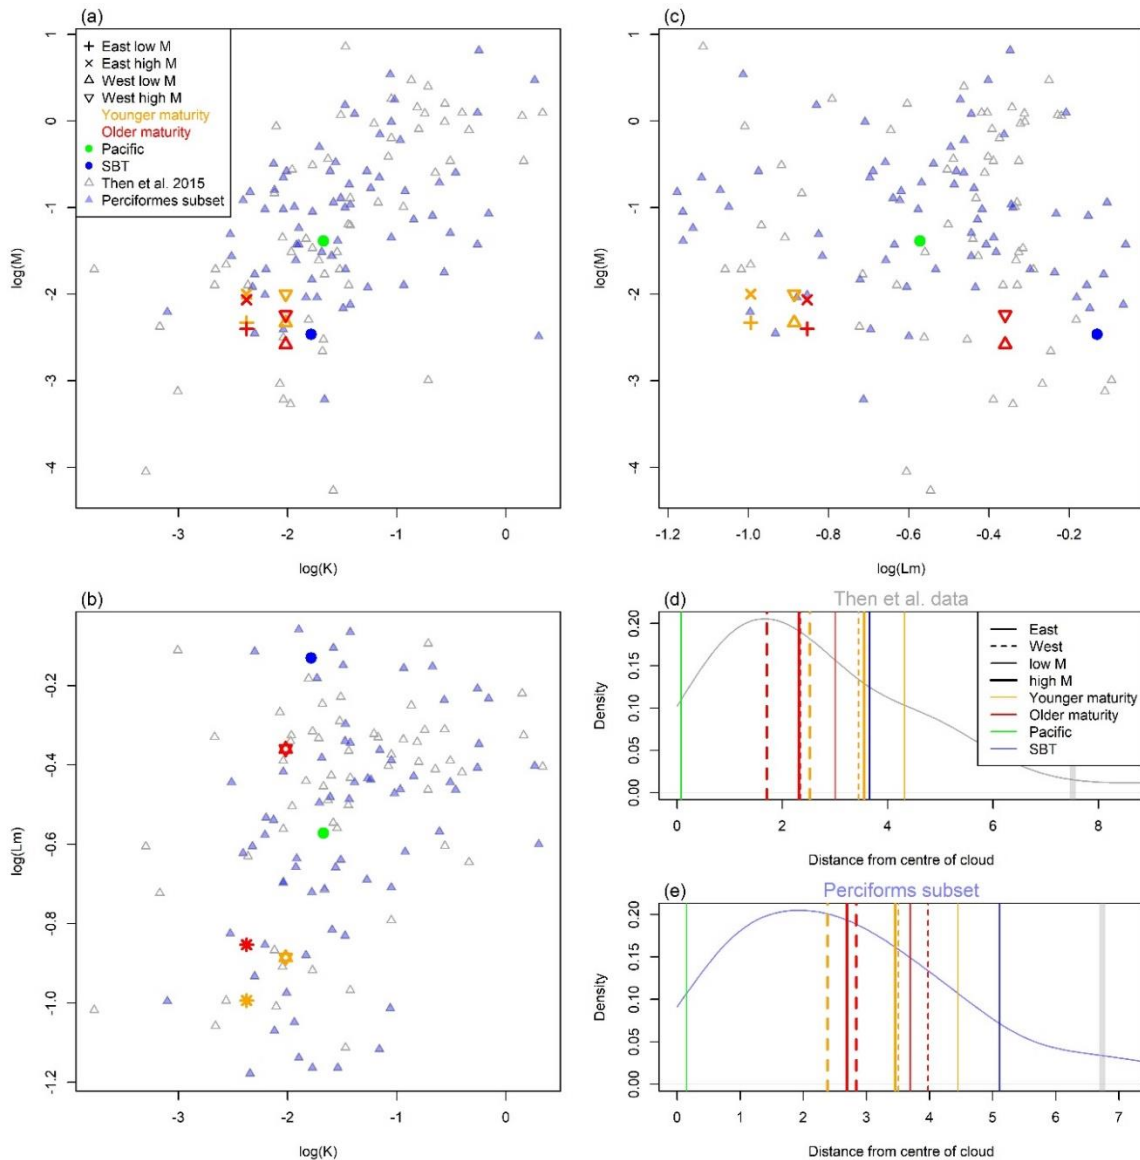 (a)
East low M
East high M
West low M
West high M
Younger maturity
Older maturity
Pacific
SBT
Then et al. 2015
Perciformes subset
log(M)
1
0
-1
-2
-3
-4
-3
-2
-1
0
log(K)
(c)
log(M)
1
0
-1
-2
-3
-4
-1.2
-1.0
-0.8
-0.6
-0.4
-0.2
log(Lm)
(b)
log(Lm)
-0.2
-0.4
-0.6
-0.8
-1.0
-1.2
-3
-2
-1
0
log(K)
(d)
Then et al. data
East
West
low M
high M
Younger maturity
Older maturity
Pacific
SBT
Density
0.20
0.15
0.10
0.05
0.00
0
2
4
6
8
Distance from centre of cloud
(e)
Perciforms subset
Density
0.20
0.15
0.10
0.05
0.00
0
1
2
3
4
5
6
7
Distance from centre of cloud